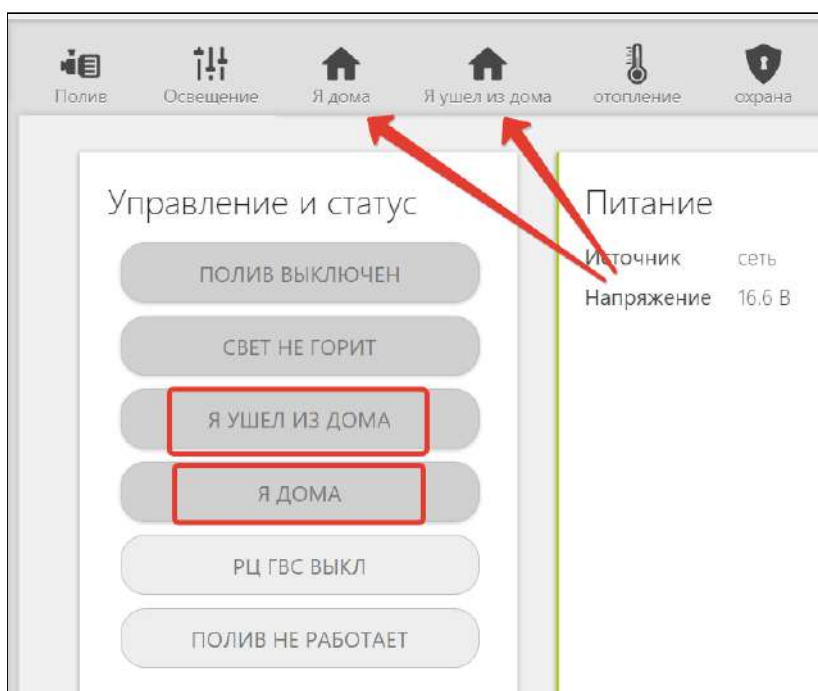 Полив Освещение Я дома Я ушел из дома отопление охрана
Управление и статус
ПОЛИВ ВЫКЛЮЧЕН
СВЕТ НЕ ГОРИТ
Я УШЕЛ ИЗ ДОМА
Я ДОМА
РЦ ГВС ВЫКЛ
ПОЛИВ НЕ РАБОТАЕТ
Питание
Источник сеть
Напряжение 16.6 В